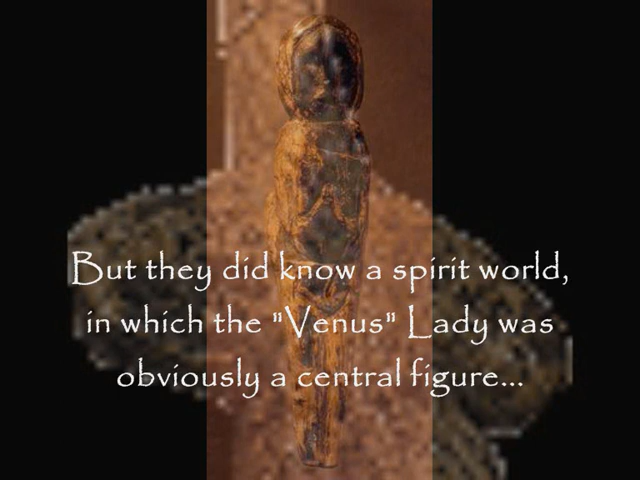 But they did know a spirit world,
in which the "Venus" Lady was
obviously a central figure...